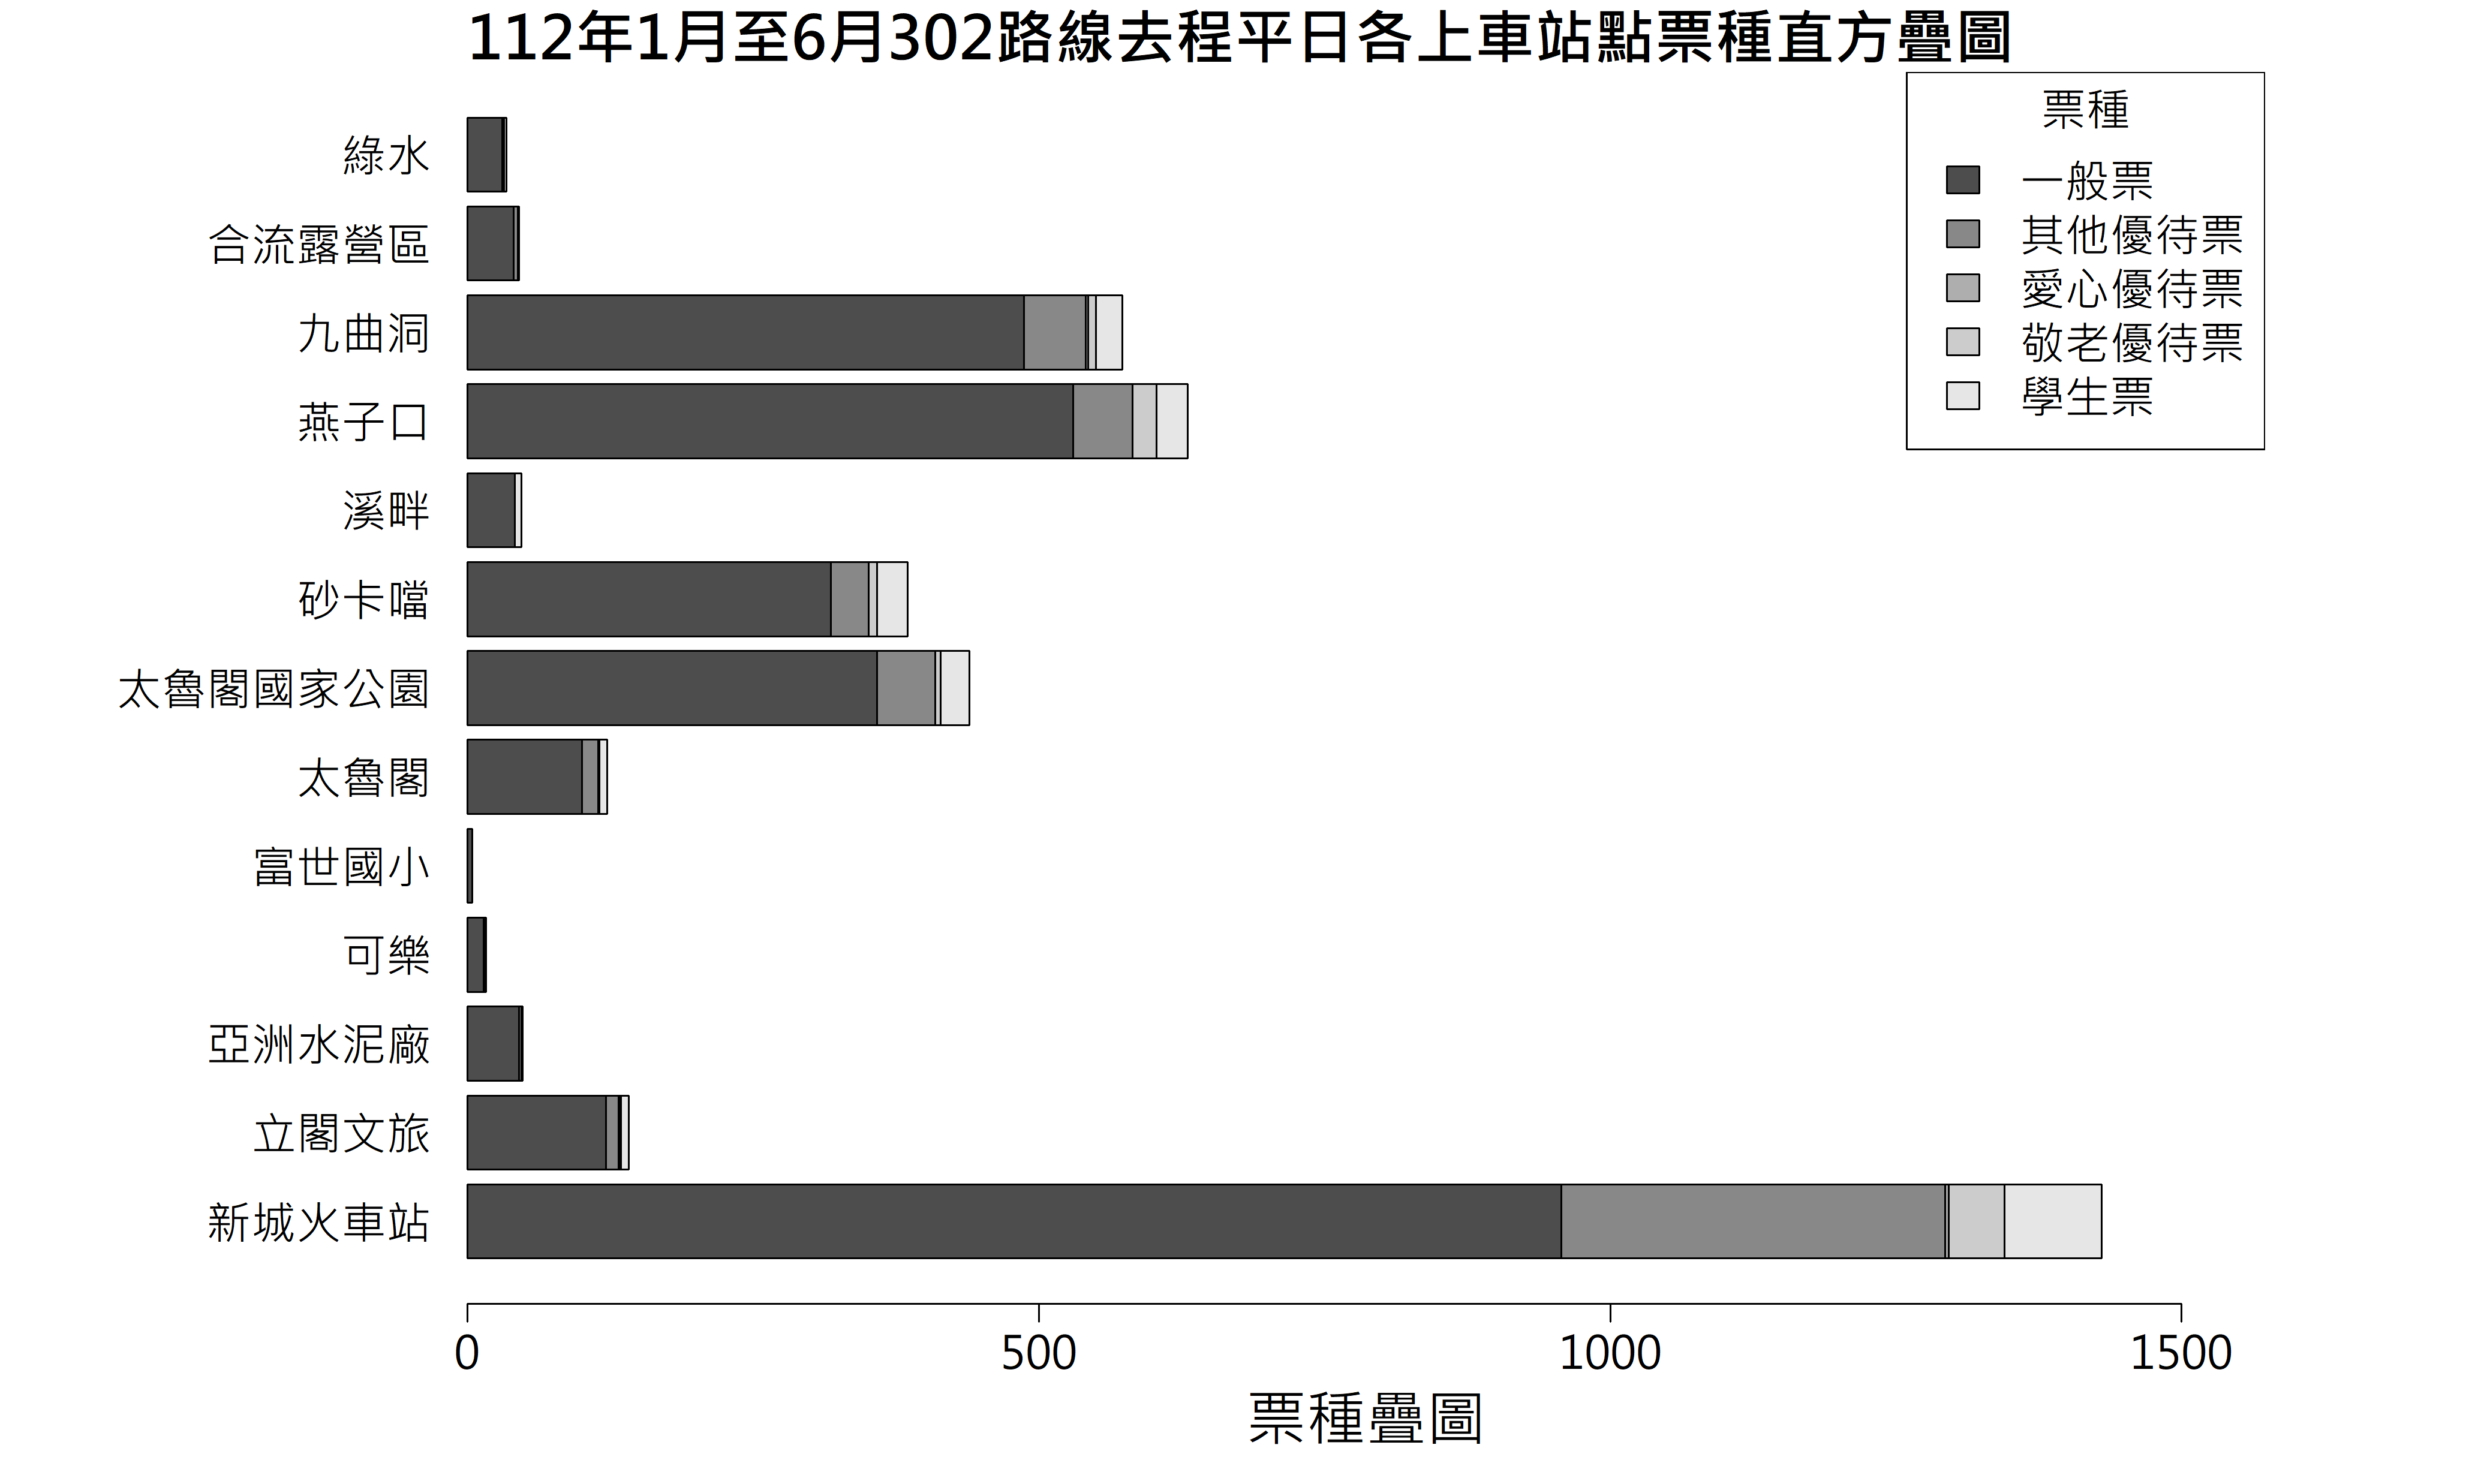 112年1月至6月302路線去程平日各上車站點票種直方疊圖
票種
一般票
其他優待票
愛心優待票
敬老優待票
學生票
綠水
合流露營區
九曲洞
燕子口
溪畔
砂卡噹
太魯閣國家公園
太魯閣
富世國小
可樂
亞洲水泥廠
立閣文旅
新城火車站
0 500 1000 1500
票種疊圖